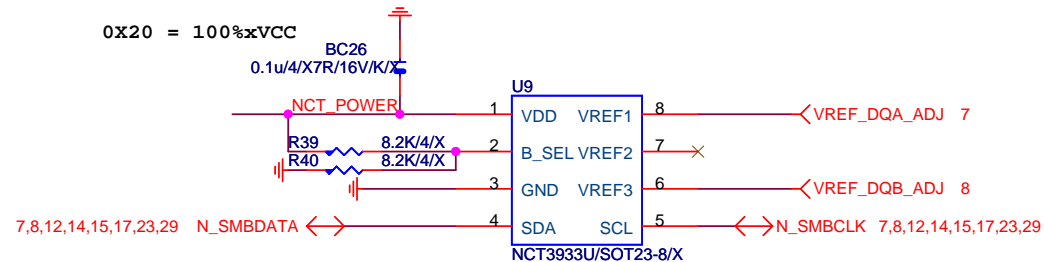 0X20 = 100%xVCC
BC26
0.1u/4/X7R/16V/K/X
U9
NCT_POWER
1 VDD VREF1 8 VREF_DQA_ADJ 7
R39 8.2K/4/X 2 B_SEL VREF2 7
R40 8.2K/4/X
3 GND VREF3 6 VREF_DQB_ADJ 8
7,8,12,14,15,17,23,29 N_SMBDATA 4 SDA SCL 5 N_SMBCLK 7,8,12,14,15,17,23,29
NCT3933U/SOT23-8/X